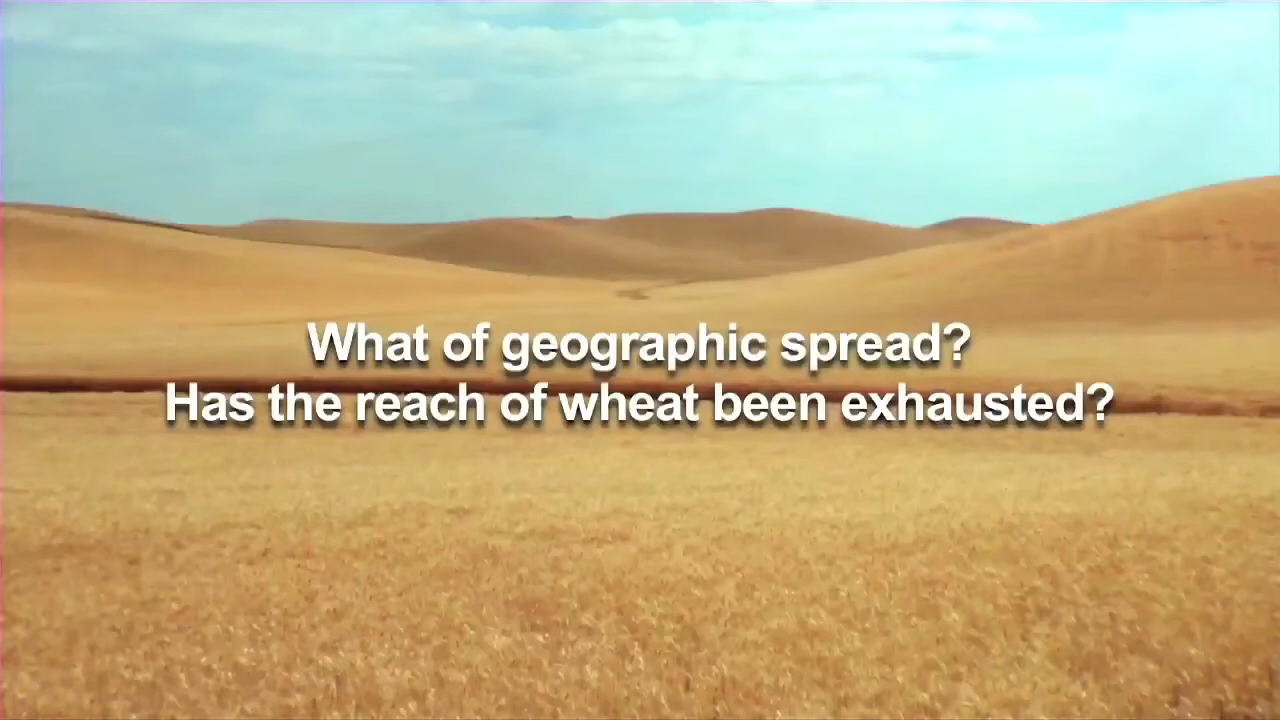 What of geographic spread?
Has the reach of wheat been exhausted?